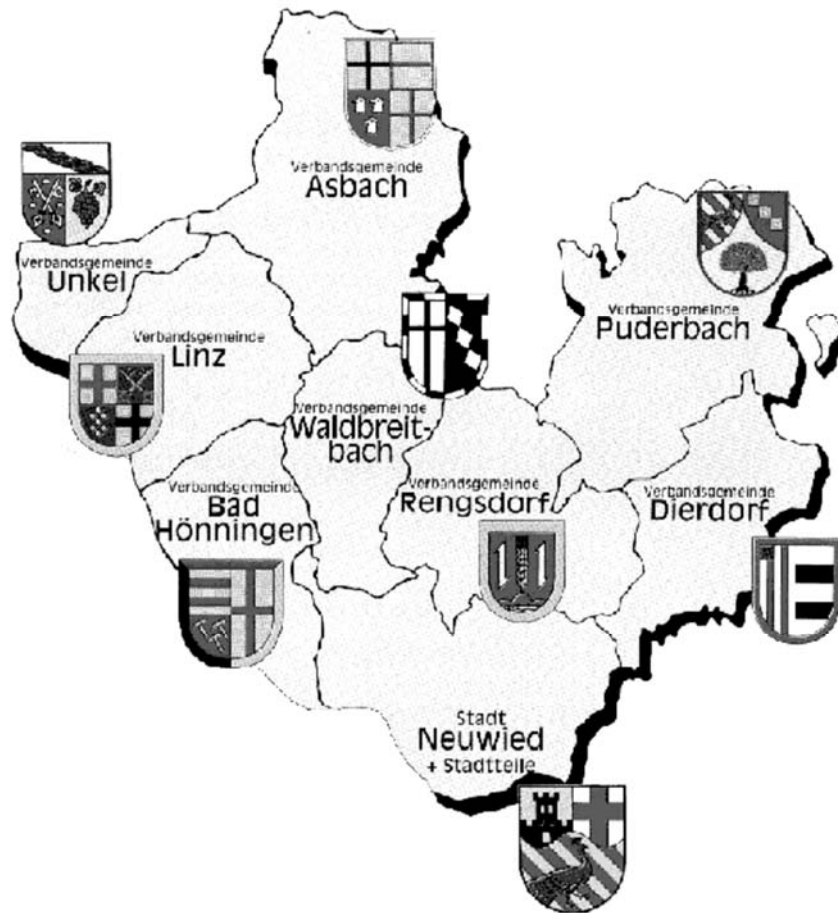 Verbandsgemeinde
Asbach
Verbandsgemeinde
Unkel
Verbandsgemeinde
Linz
Verbandsgemeinde
Puderbach
Verbandsgemeinde
Waldbreit-
bach
Verbandsgemeinde
Rengsdorf
Verbandsgemeinde
Dierdorf
Verbandsgemeinde
Bad
Hönningen
Stadt
Neuwied
+ Stadtteile